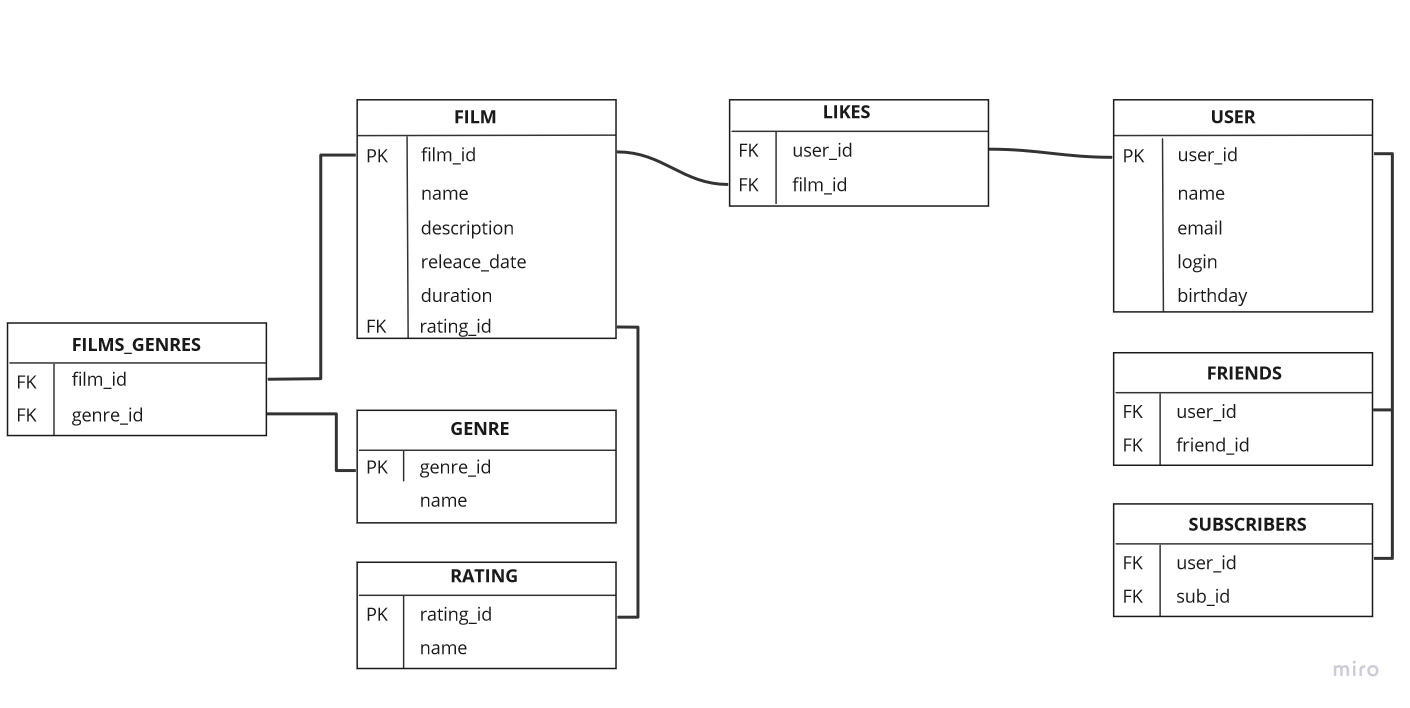 FILM
PK film_id
name
description
releace_date
duration
FK rating_id
LIKES
FK user_id
FK film_id
USER
PK user_id
name
email
login
birthday
FILMS_GENRES
FK film_id
FK genre_id
GENRE
PK genre_id
name
RATING
PK rating_id
name
FRIENDS
FK user_id
FK friend_id
SUBSCRIBERS
FK user_id
FK sub_id
miro